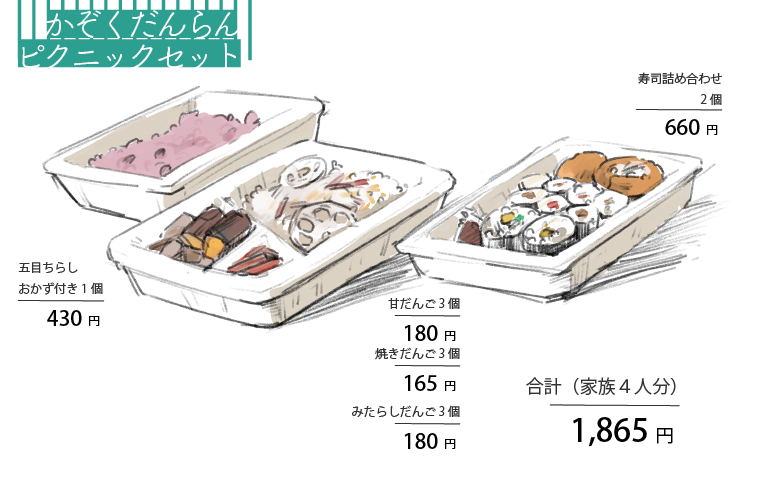 かぞくだんらん
ピクニックセット
寿司詰め合わせ
2個
660 円
五目ちらし
おかず付き1個
430 円
甘だんご3個
180 円
焼きだんご3個
165 円
みたらしだんご3個
180 円
合計（家族4人分）
1,865 円